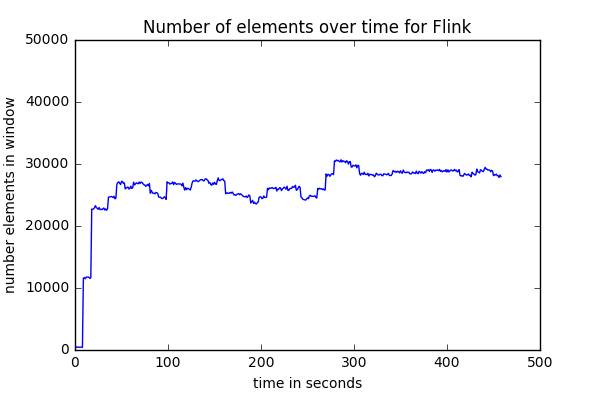 Number of elements over time for Flink
50000
40000
30000
20000
10000
0
number elements in window
0 100 200 300 400 500
time in seconds